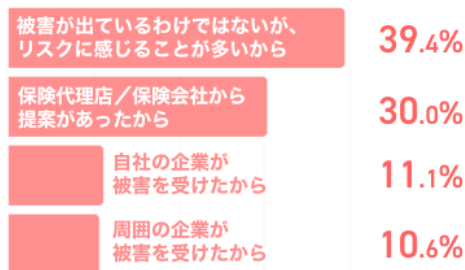 被害が出ているわけではないが、
リスクに感じることが多いから
39.4%
保険代理店／保険会社から
提案があったから
30.0%
自社の企業が
被害を受けたから
11.1%
周囲の企業が
被害を受けたから
10.6%